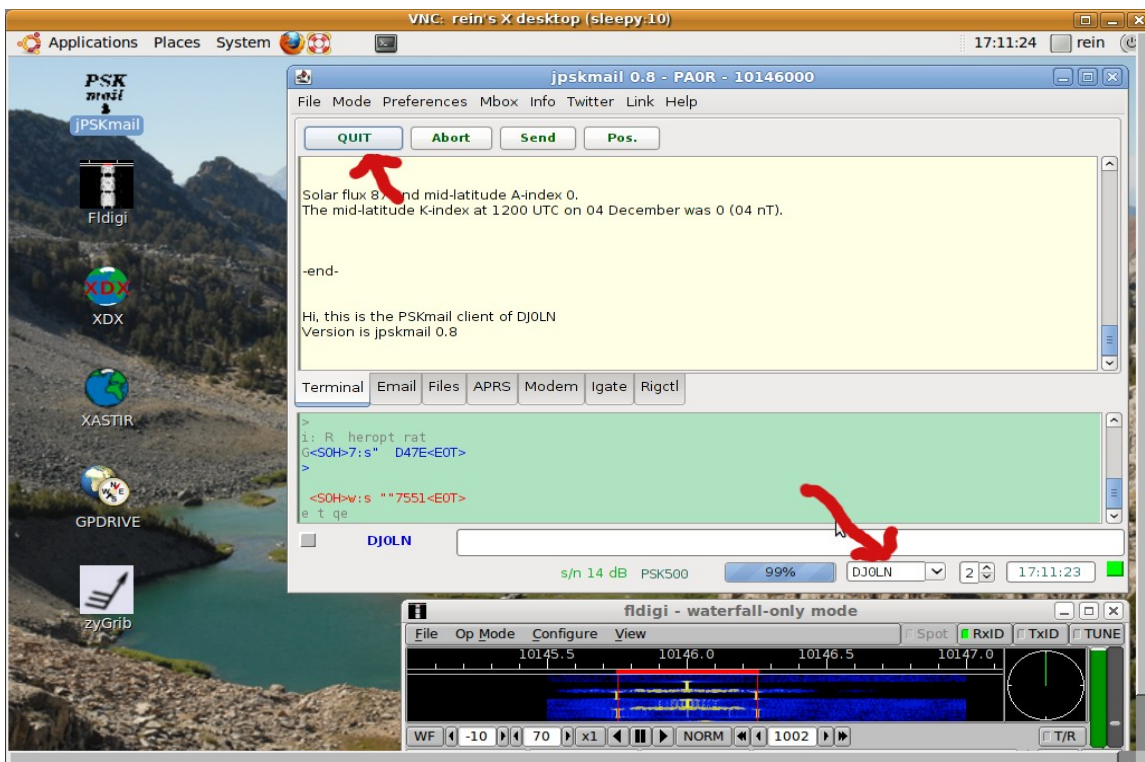 VNC: rein's X desktop (sleepy:10)
Applications Places System 17:11:24 rein
PSK
mail
jPSKmail
Fldigi
XDX
XASTIR
GPDRIVE
zyGrib
jpskmail 0.8 - PA0R - 10146000
File Mode Preferences Mbox Info Twitter Link Help
QUIT Abort Send Pos.
Solar flux 87 nd mid-latitude A-index 0.
The mid-latitude K-index at 1200 UTC on 04 December was 0 (04 nT).
-end-
Hi, this is the PSKmail client of DJ0LN
Version is jpskmail 0.8
Terminal Email Files APRS Modem Igate Rigctl
>
i: R heropt rat
G<SOH>7:s" D47E<EOT>
>
<SOH>w:s ""7551<EOT>
e t qe
DJ0LN
s/n 14 dB PSK500 99% DJ0LN 2 17:11:23
fldigi - waterfall-only mode
File Op Mode Configure View Spot RxID TxID TUNE
10145.5 10146.0 10146.5 10147.0
WF -10 70 x1 NORM 1002 T/R